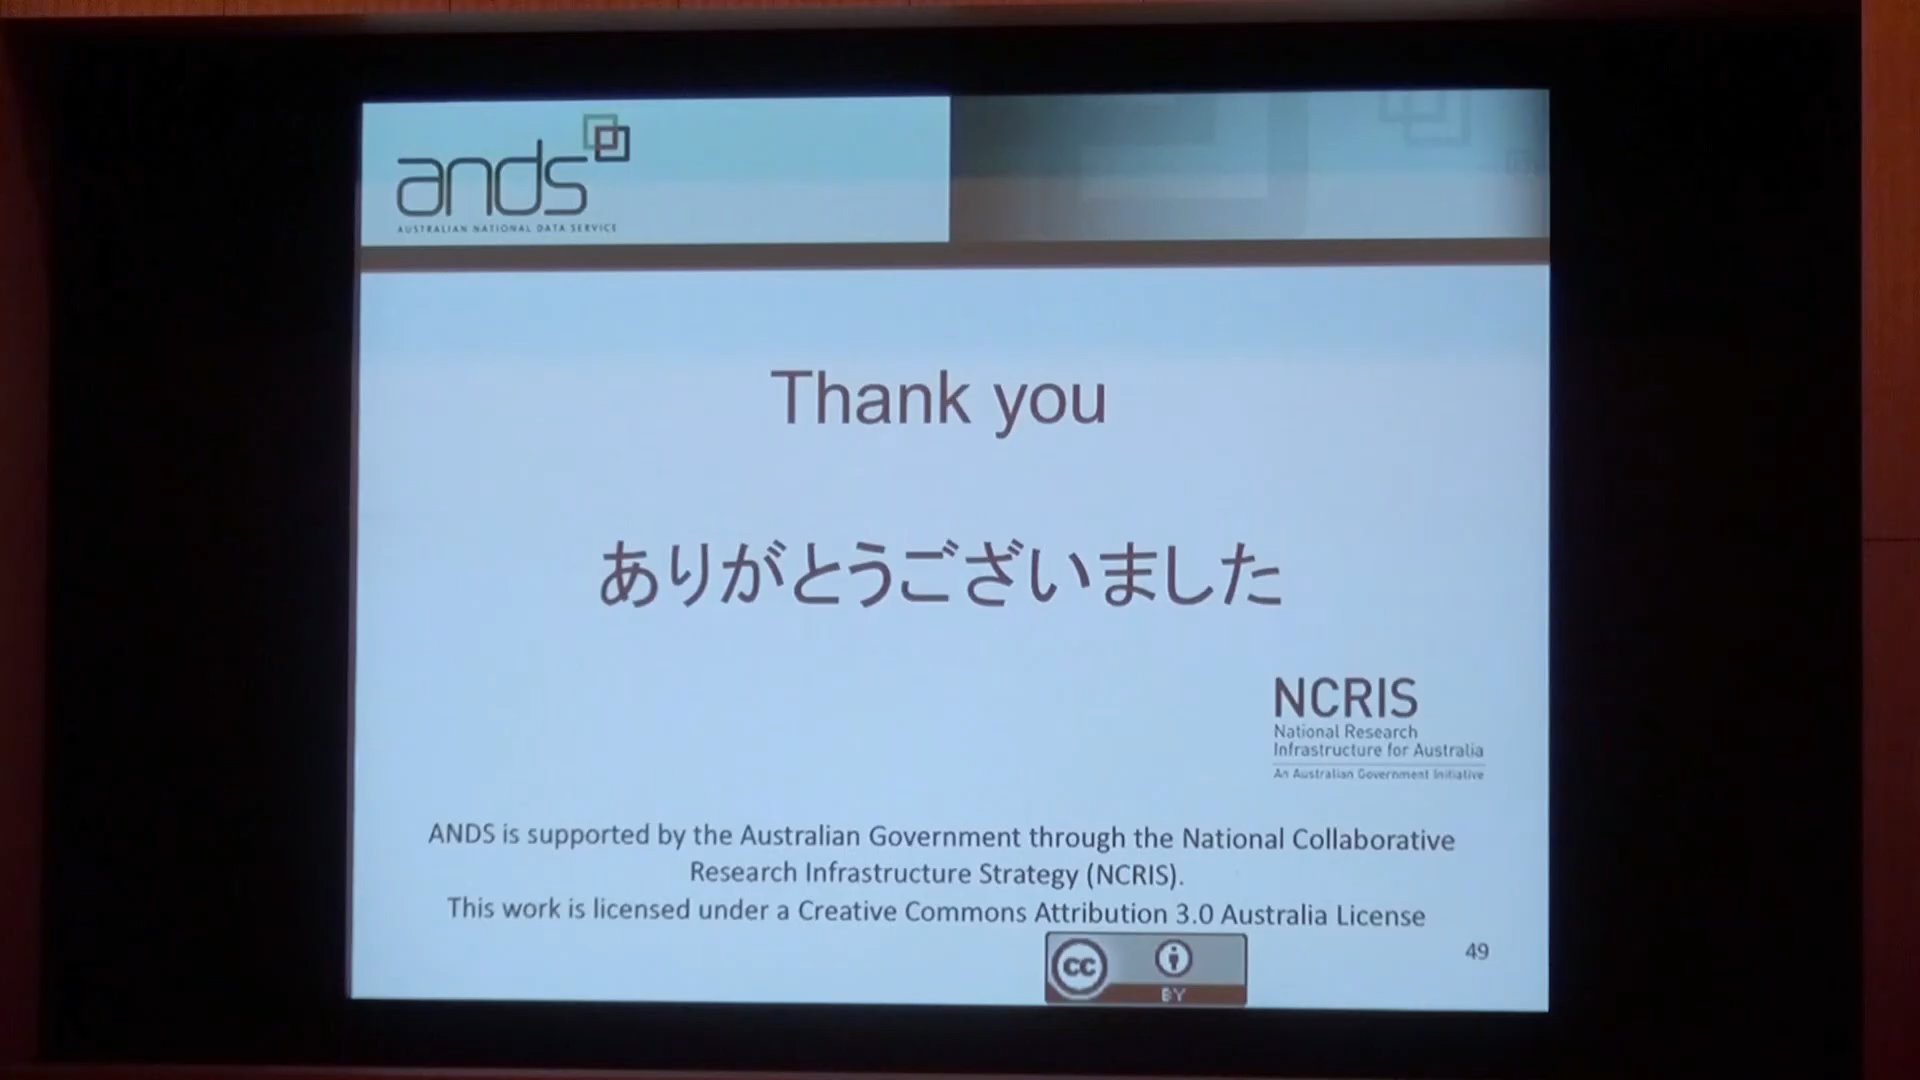 ands
AUSTRALIAN NATIONAL DATA SERVICE
Thank you
ありがとうございました
NCRIS
National Research
Infrastructure for Australia
An Australian Government Initiative
ANDS is supported by the Australian Government through the National Collaborative
Research Infrastructure Strategy (NCRIS).
This work is licensed under a Creative Commons Attribution 3.0 Australia License
cc
BY
49